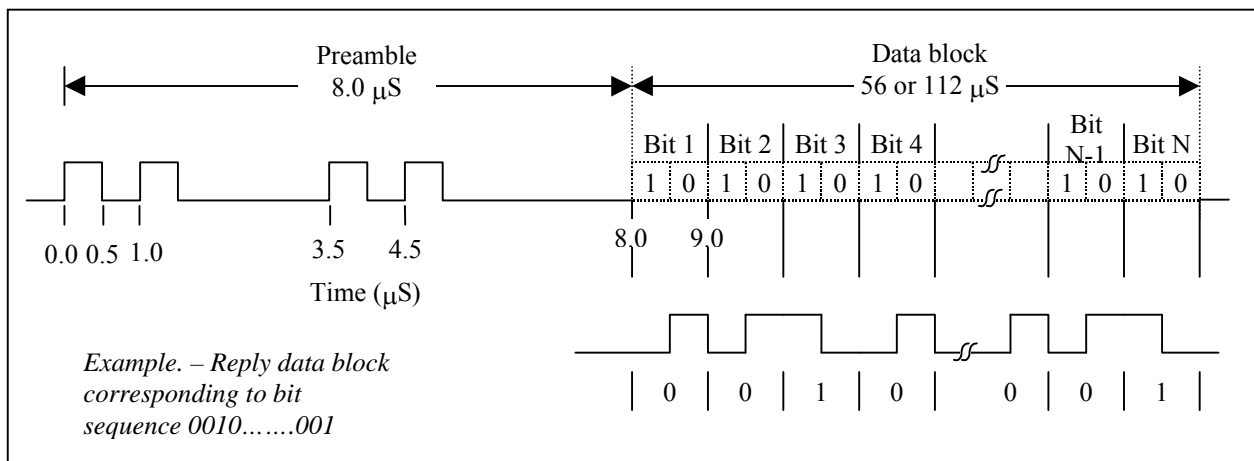 Preamble
8.0 μS
Data block
56 or 112 μS
Bit 1 Bit 2 Bit 3 Bit 4 Bit N-1 Bit N
1 0 1 0 1 0 1 0 1 0 1 0
0.0 0.5 1.0 3.5 4.5 8.0 9.0
Time (μS)
Example. – Reply data block
corresponding to bit
sequence 0010…….001
0 0 1 0 0 0 1